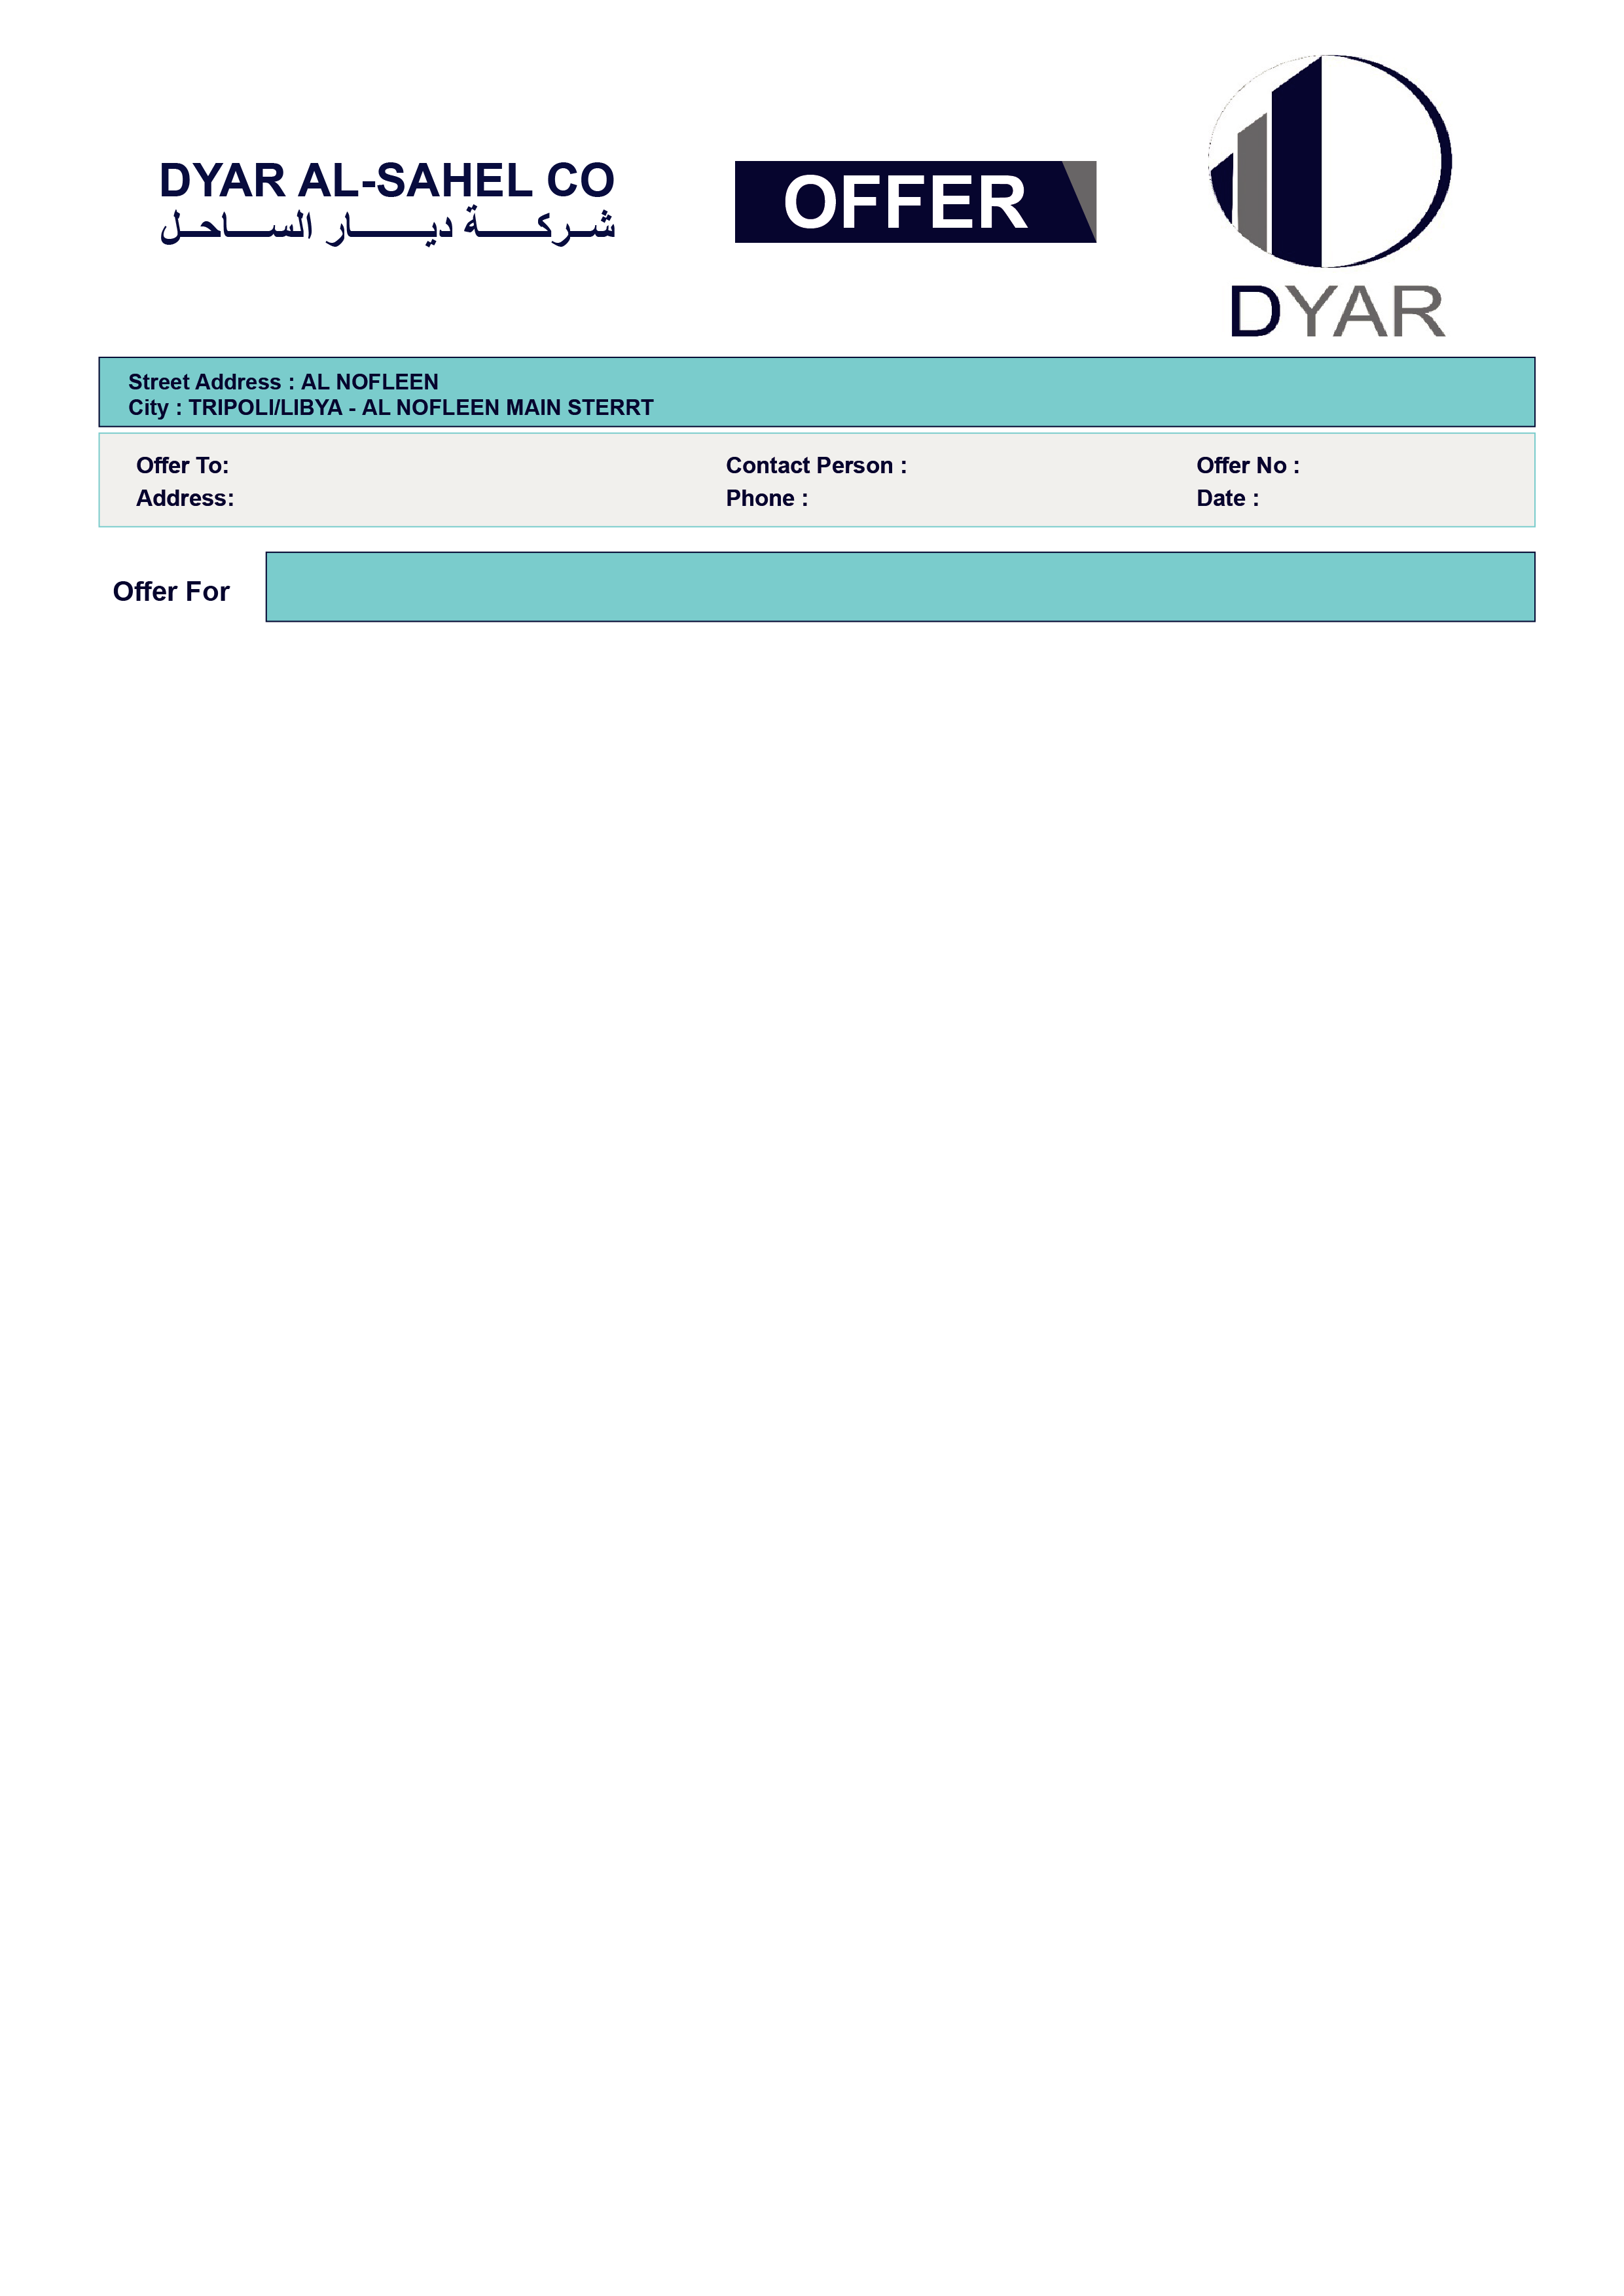 DYAR AL-SAHEL CO
شركة ديار الساحل
OFFER
DYAR
Street Address : AL NOFLEEN
City : TRIPOLI/LIBYA - AL NOFLEEN MAIN STERRT
Offer To:
Contact Person :
Offer No :
Address:
Phone :
Date :
Offer For